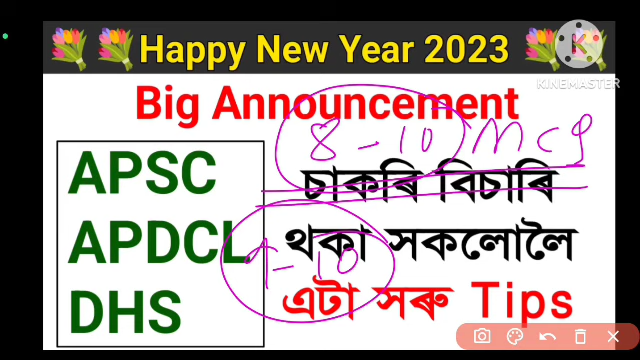 Happy New Year 2023
KINEMASTER
Big Announcement
8-10 MCQ
APSC
চাকৰি বিচাৰি
APDCL
থকা সকলোলৈ
9-10
DHS
এটা সৰু Tips